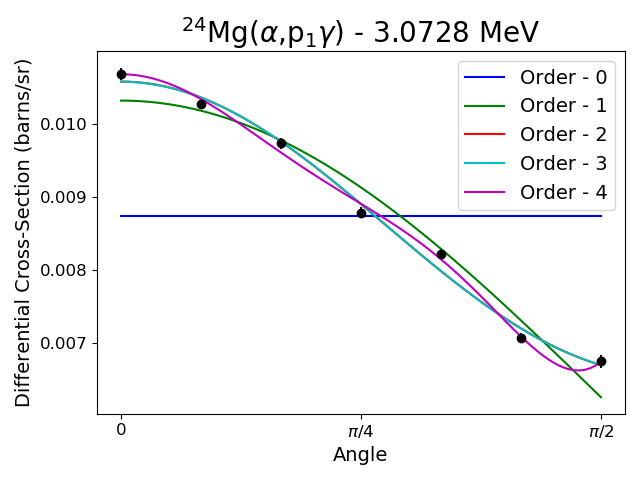 ²⁴Mg(α,p₁γ) - 3.0728 MeV
Differential Cross-Section (barns/sr)
0.010
0.009
0.008
0.007
Order - 0
Order - 1
Order - 2
Order - 3
Order - 4
0
π/4
π/2
Angle